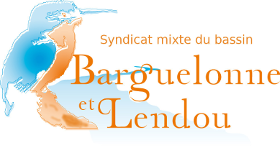 Syndicat mixte du bassin
Barguelonne
et Lendou